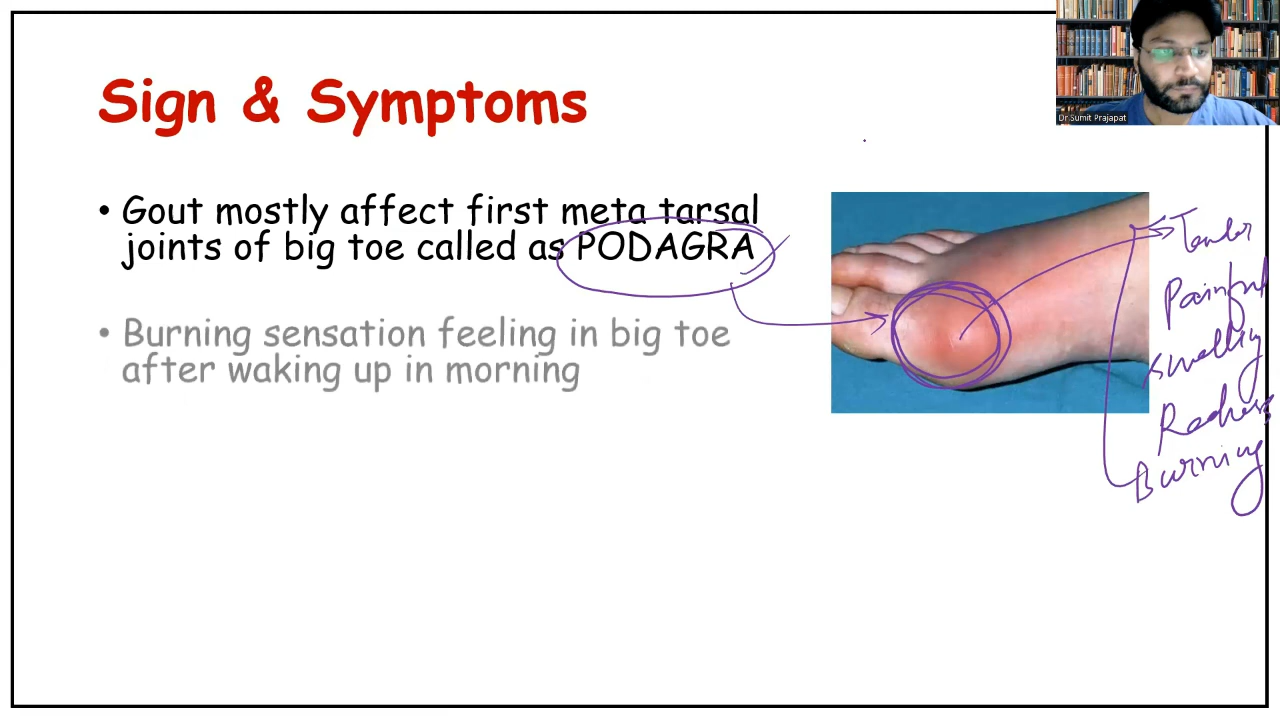 Sign & Symptoms
Dr.Sumit Prajapat
• Gout mostly affect first meta tarsal
joints of big toe called as PODAGRA
• Burning sensation feeling in big toe
after waking up in morning
Tender
Painful
Swelling
Redness
Burning